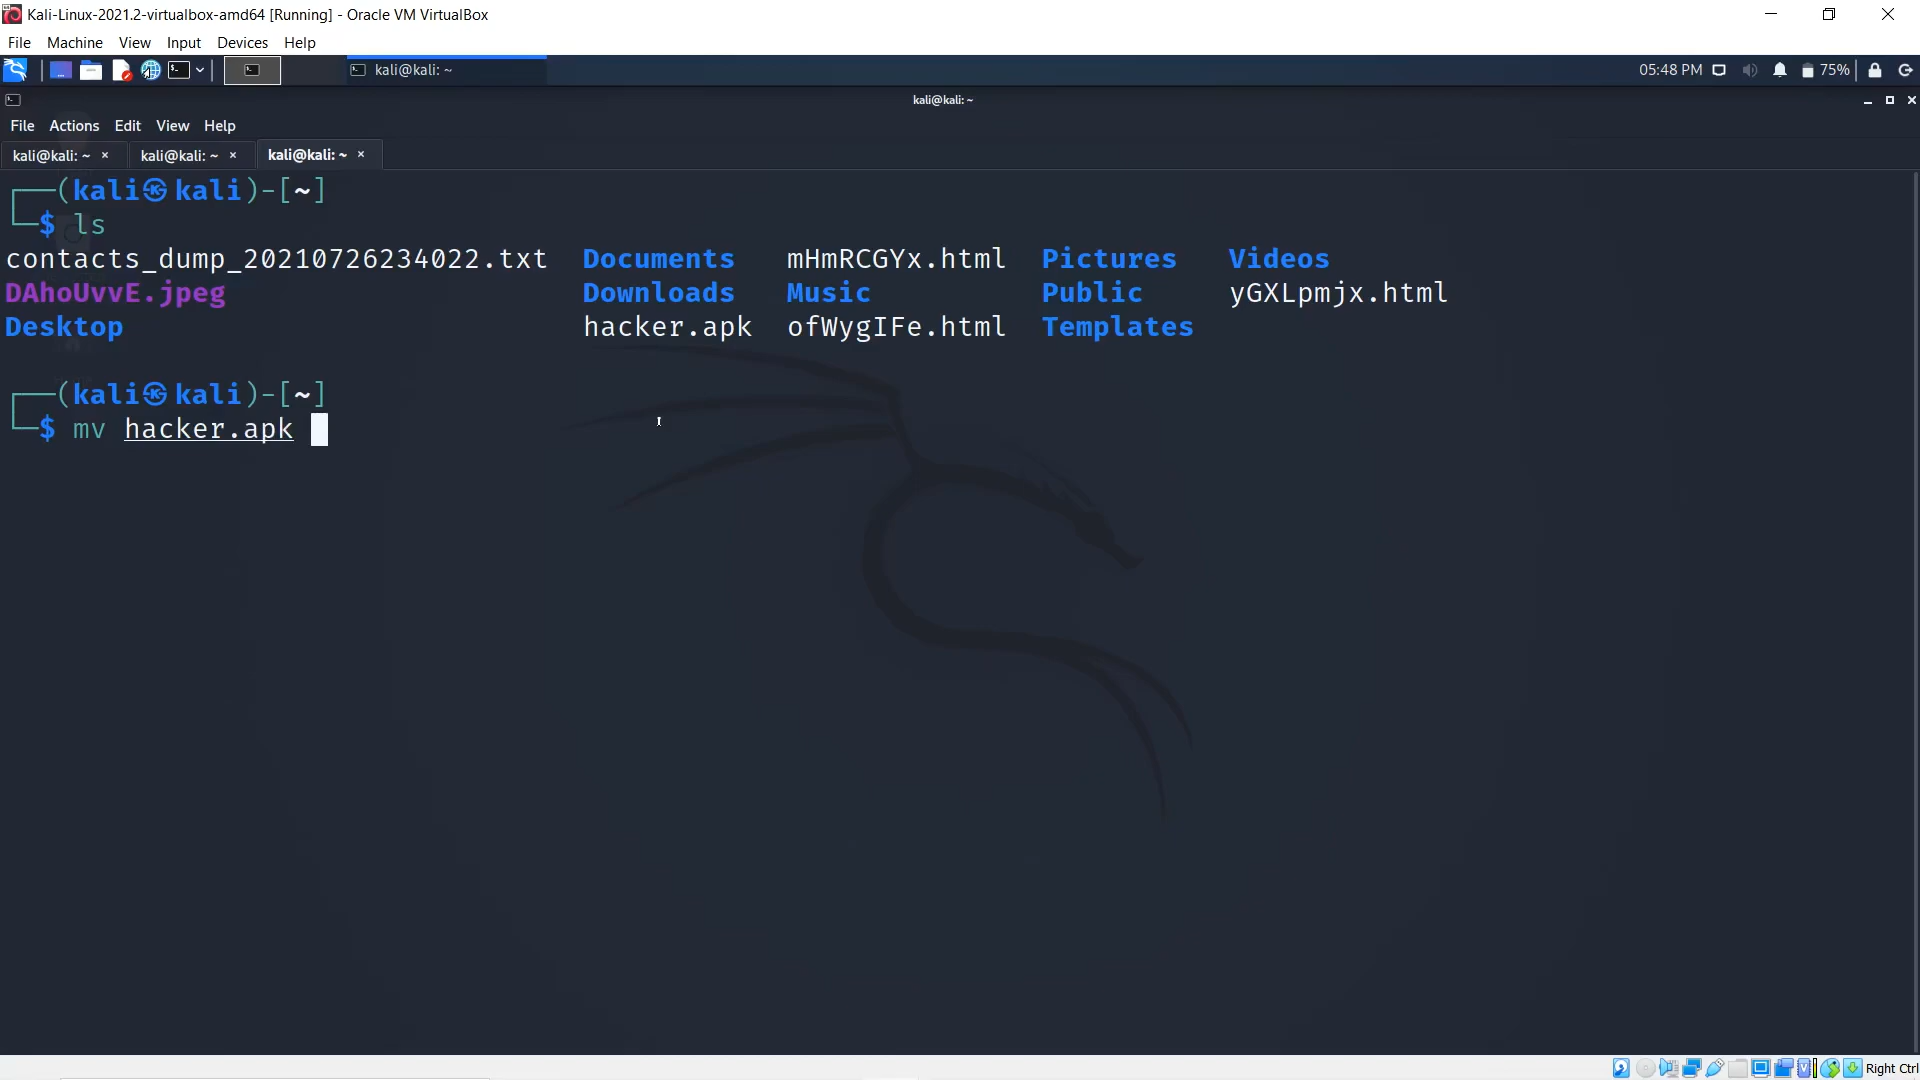 Kali-Linux-2021.2-virtualbox-amd64 [Running] - Oracle VM VirtualBox
File Machine View Input Devices Help
kali@kali: ~ 05:48 PM 75%
kali@kali: ~
File Actions Edit View Help
kali@kali: ~ × kali@kali: ~ × kali@kali: ~ ×
┌──(kali㉿kali)-[~]
└─$ ls
contacts_dump_20210726234022.txt Documents mHmRCGYx.html Pictures Videos
DAhoUvvE.jpeg Downloads Music Public yGXLpmjx.html
Desktop hacker.apk ofWygIFe.html Templates
┌──(kali㉿kali)-[~]
└─$ mv hacker.apk
Right Ctrl